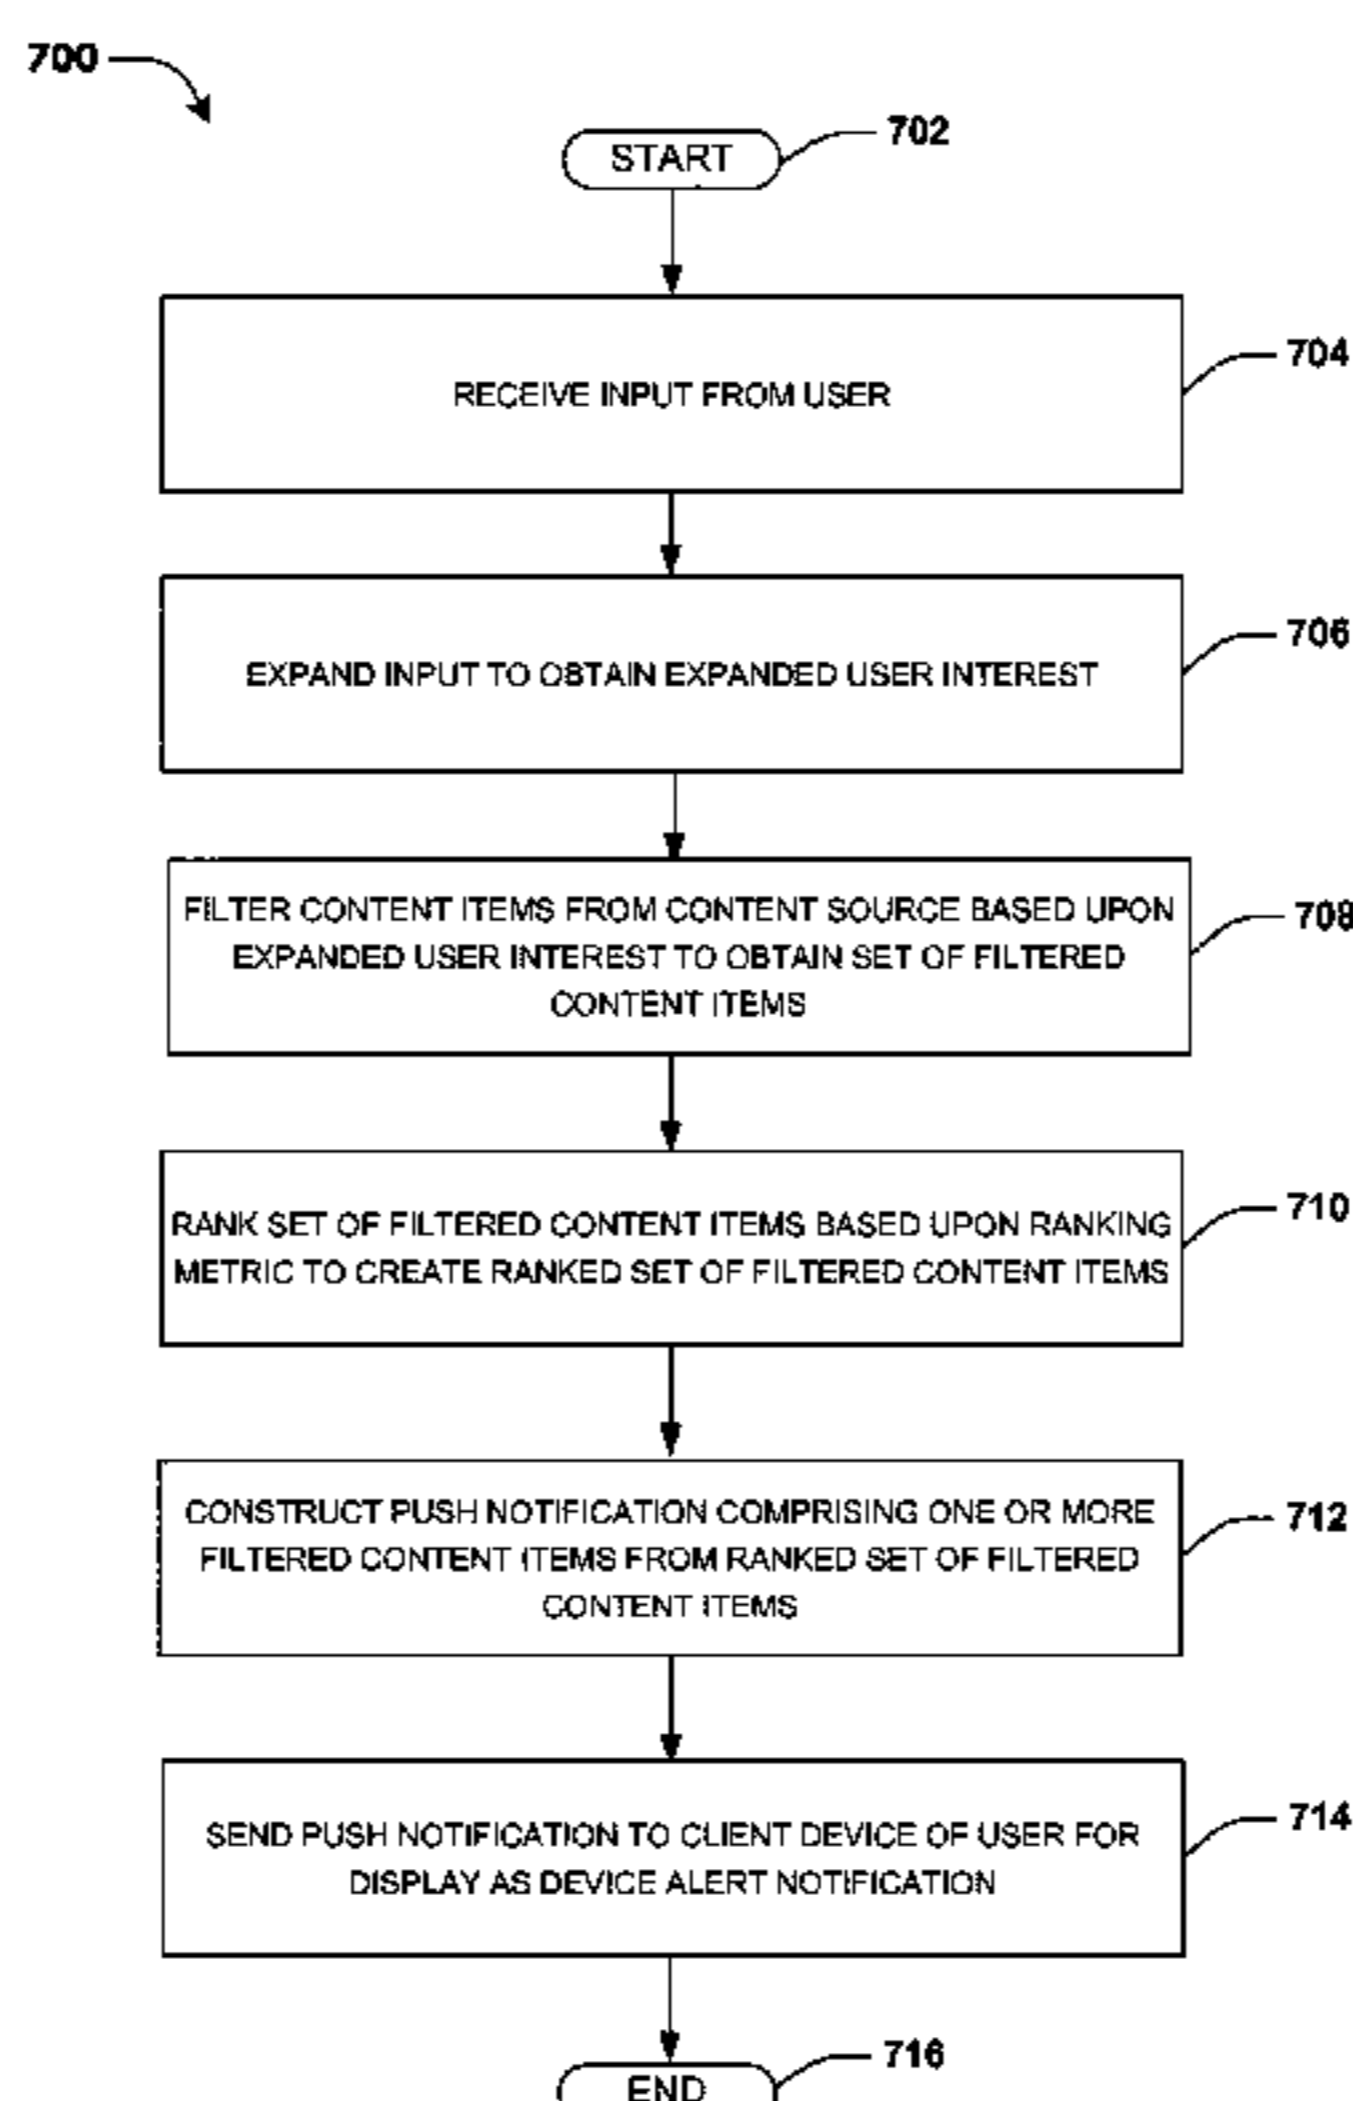 700
START
702
RECEIVE INPUT FROM USER
704
EXPAND INPUT TO OBTAIN EXPANDED USER INTEREST
706
FILTER CONTENT ITEMS FROM CONTENT SOURCE BASED UPON
EXPANDED USER INTEREST TO OBTAIN SET OF FILTERED
CONTENT ITEMS
708
RANK SET OF FILTERED CONTENT ITEMS BASED UPON RANKING
METRIC TO CREATE RANKED SET OF FILTERED CONTENT ITEMS
710
CONSTRUCT PUSH NOTIFICATION COMPRISING ONE OR MORE
FILTERED CONTENT ITEMS FROM RANKED SET OF FILTERED
CONTENT ITEMS
712
SEND PUSH NOTIFICATION TO CLIENT DEVICE OF USER FOR
DISPLAY AS DEVICE ALERT NOTIFICATION
714
END
716